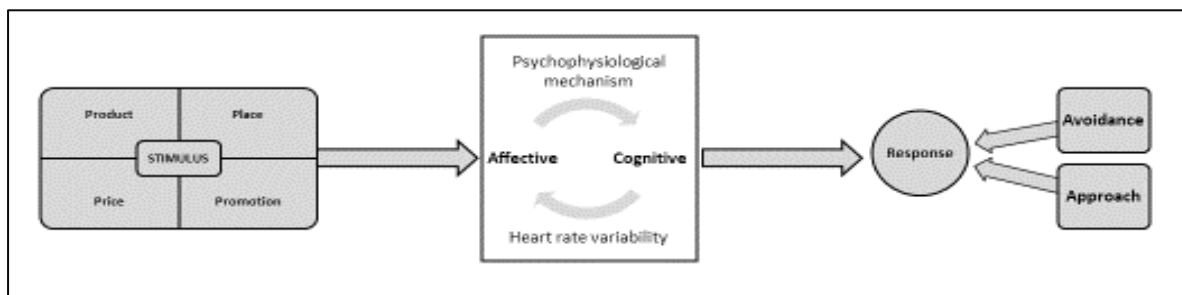 Psychophysiological
mechanism
Product
Place
STIMULUS
Price
Promotion
Affective
Cognitive
Heart rate variability
Response
Avoidance
Approach